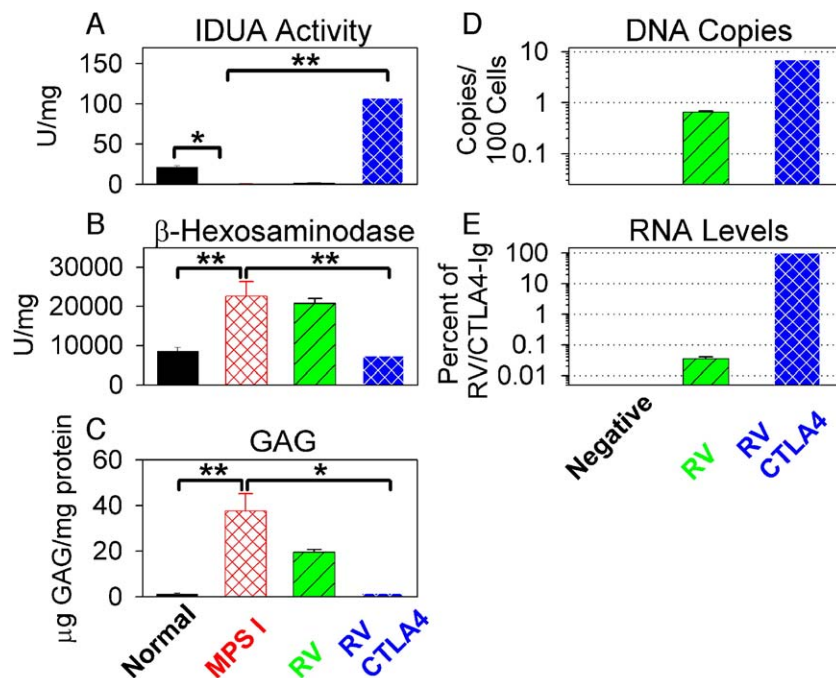 A
IDUA Activity
U/mg
150
100
50
0
*
**
B
β-Hexosaminodase
U/mg
30000
20000
10000
0
**
**
C
GAG
μg GAG/mg protein
60
40
20
0
**
*
Normal
MPS I
RV
RV
CTLA4
D
DNA Copies
Copies/
100 Cells
10
1
0.1
E
RNA Levels
Percent of
RV/CTLA4-Ig
100
10
1
0.1
0.01
Negative
RV
RV
CTLA4